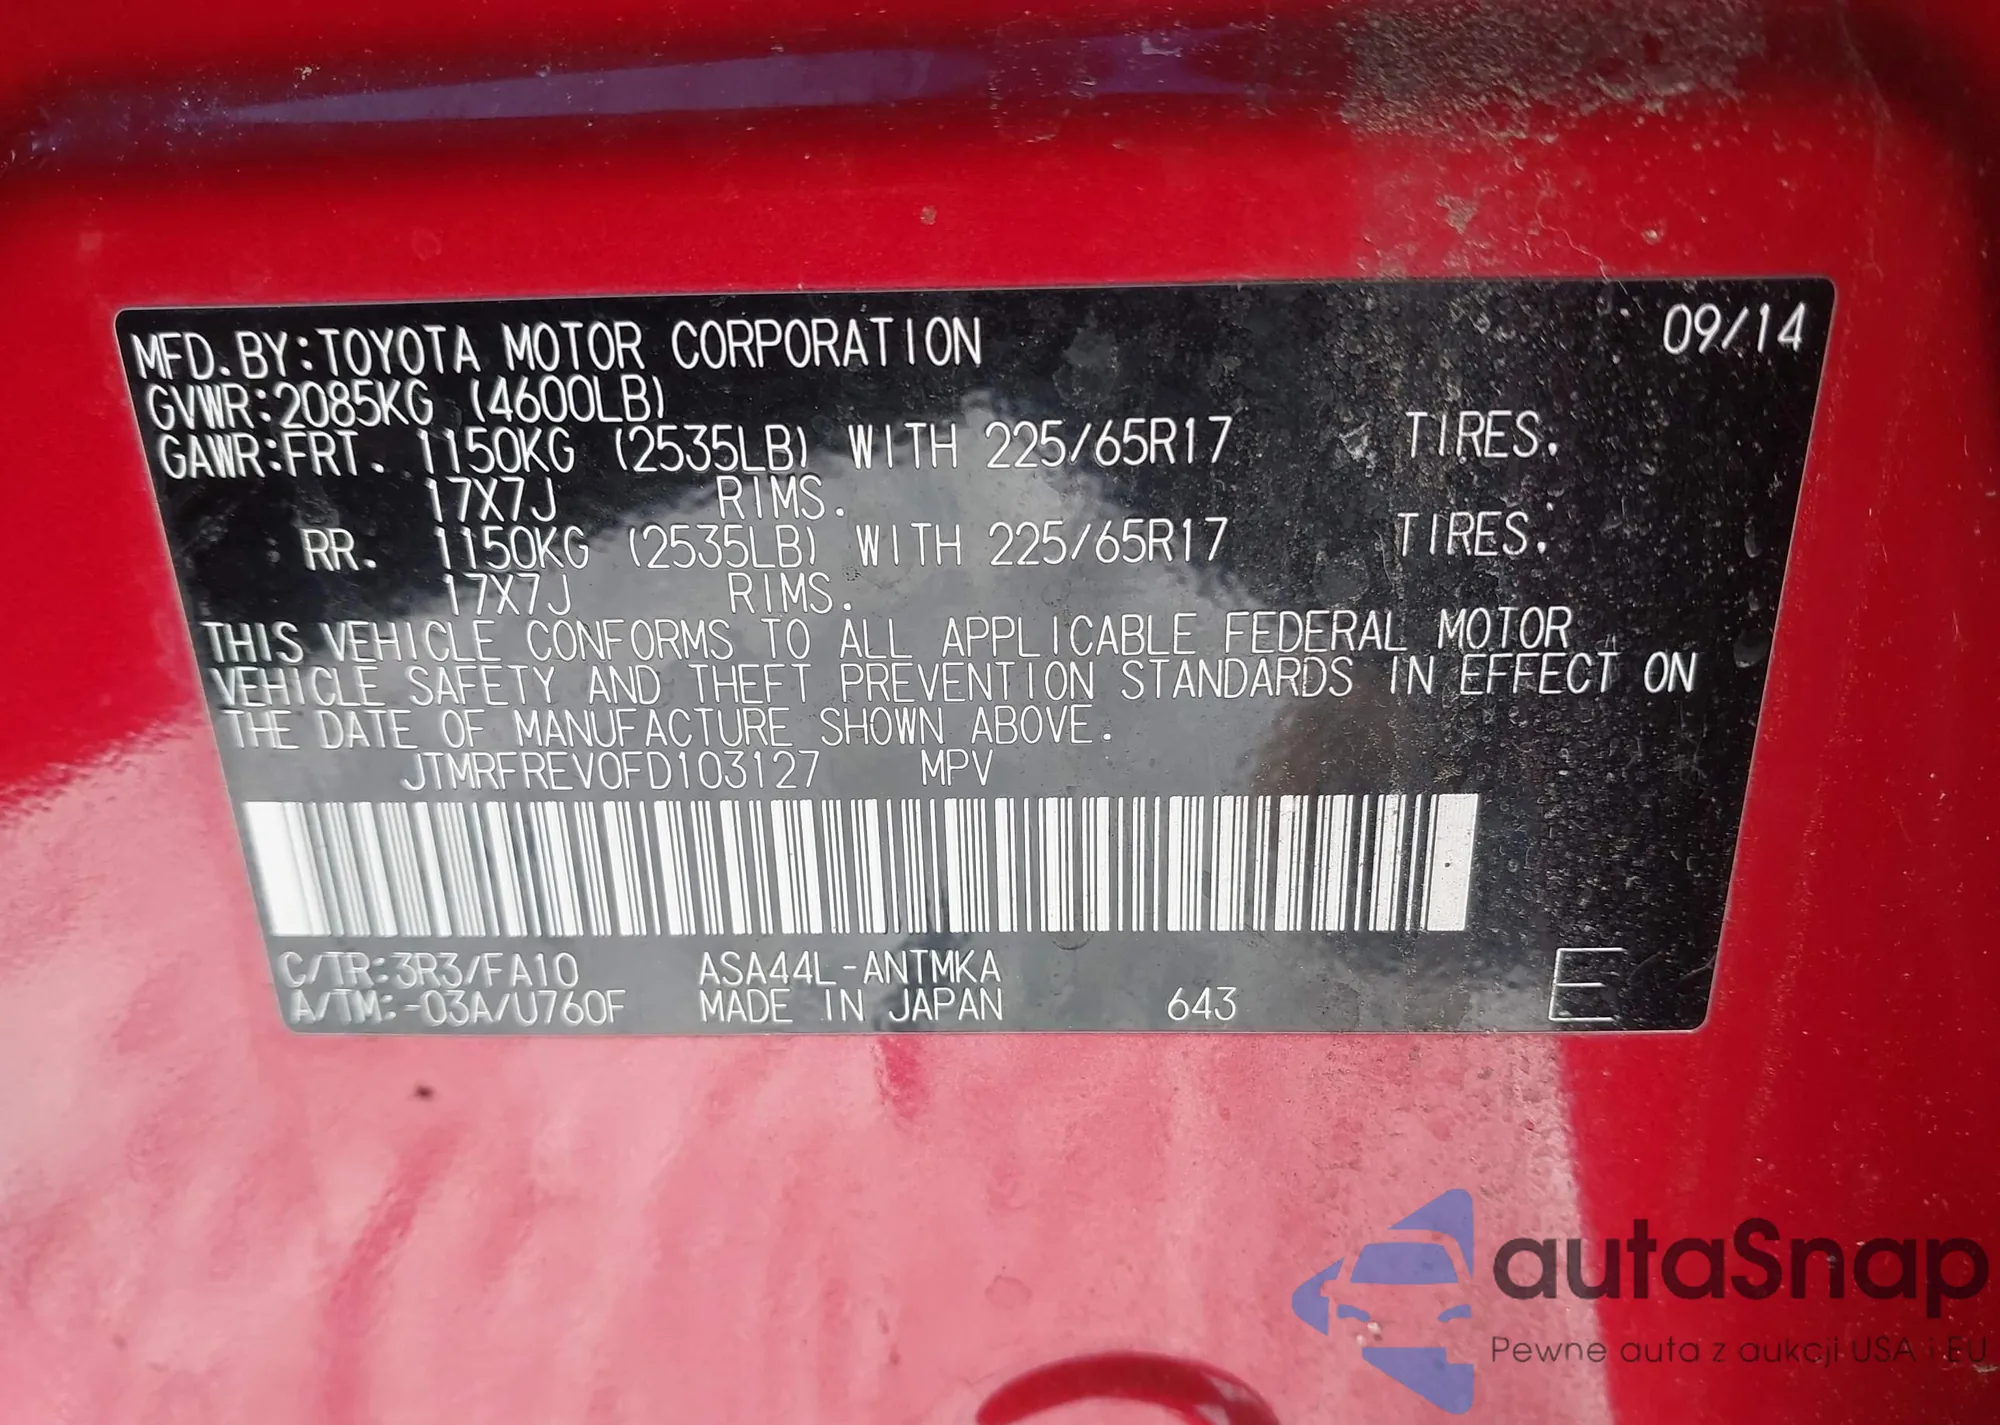 MFD. BY:TOYOTA MOTOR CORPORATION 09/14
GVWR:2085KG (4600LB)
GAWR:FRT. 1150KG (2535LB) WITH 225/65R17 TIRES.
17X7J RIMS.
RR. 1150KG (2535LB) WITH 225/65R17 TIRES.
17X7J RIMS.
THIS VEHICLE CONFORMS TO ALL APPLICABLE FEDERAL MOTOR
VEHICLE SAFETY AND THEFT PREVENTION STANDARDS IN EFFECT ON
THE DATE OF MANUFACTURE SHOWN ABOVE.
JTMRFREV0FD103127 MPV
C/TR:3R3/FA10 ASA44L-ANTMKA
A/TM:-03A/U760F MADE IN JAPAN 643 E
autaSnap
Pewne auta z aukcji USA i EU